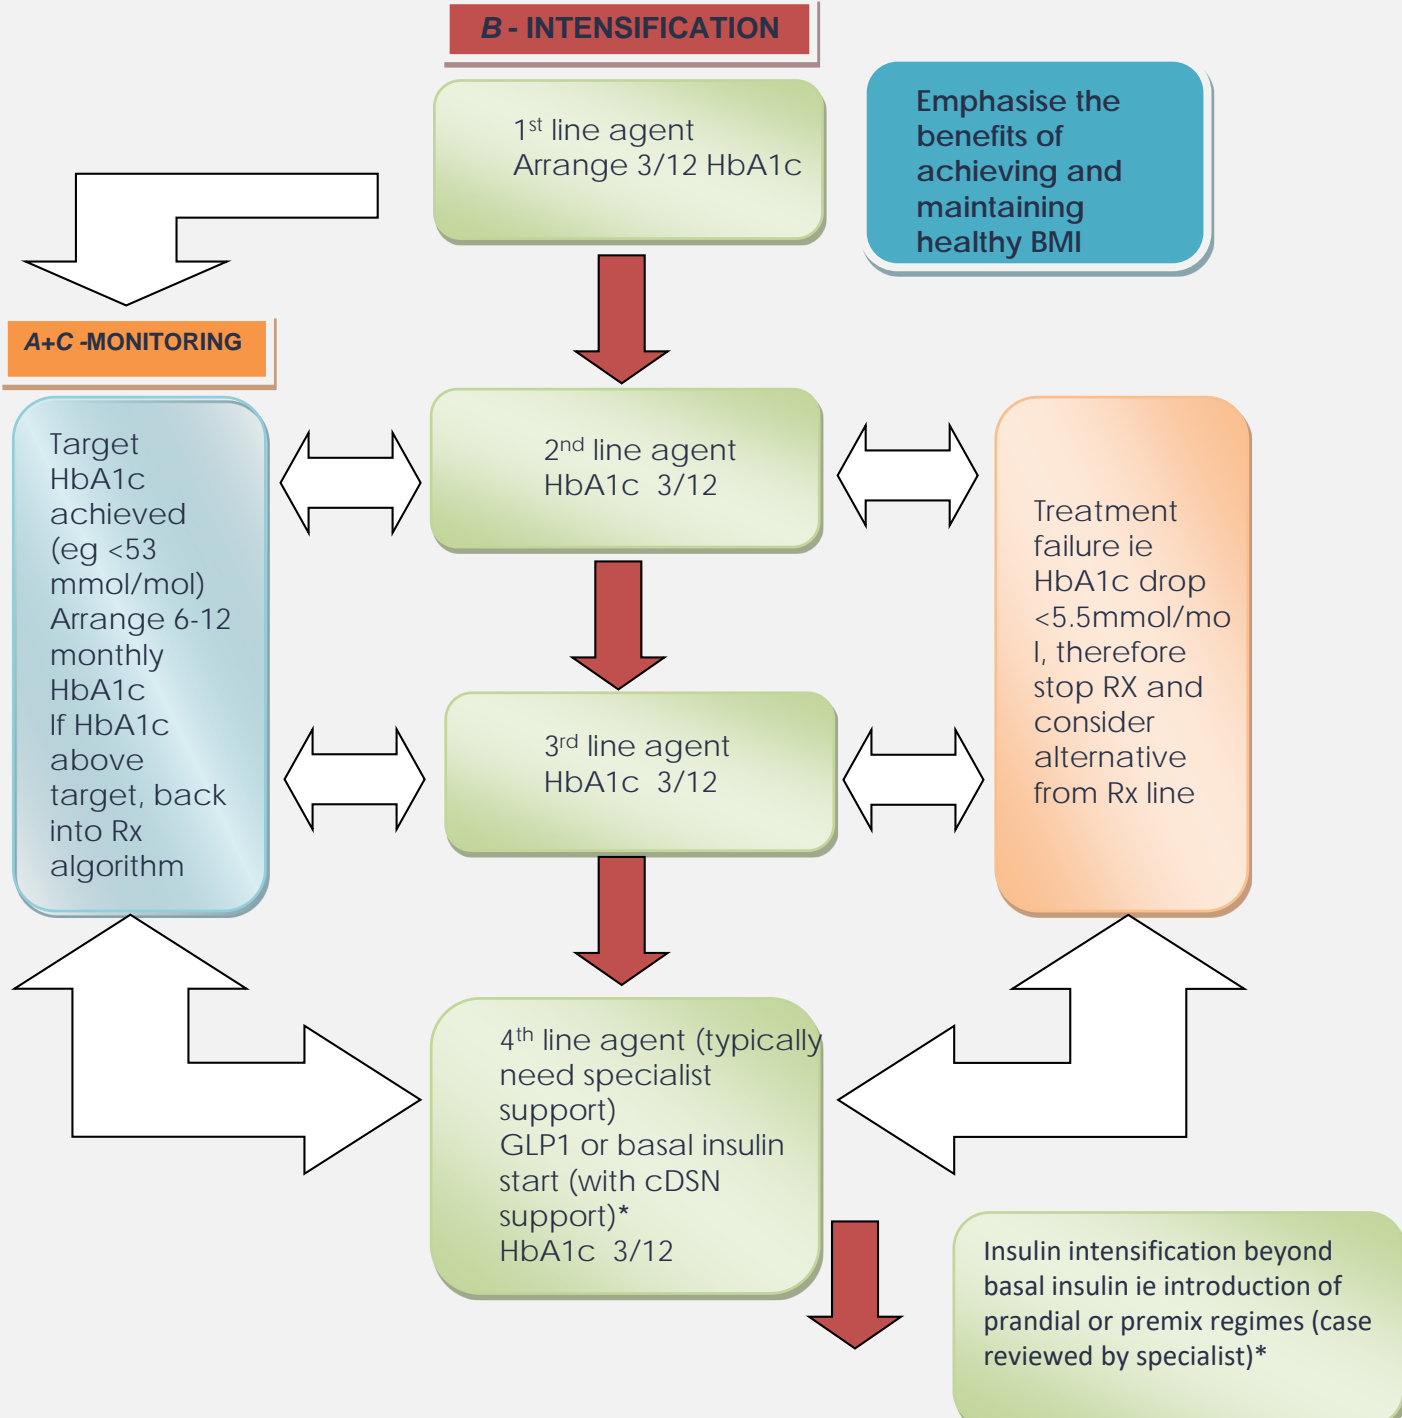 B - INTENSIFICATION
1st line agent
Arrange 3/12 HbA1c
Emphasise the
benefits of
achieving and
maintaining
healthy BMI
A+C -MONITORING
Target
HbA1c
achieved
(eg <53
mmol/mol)
Arrange 6-12
monthly
HbA1c
If HbA1c
above
target, back
into Rx
algorithm
2nd line agent
HbA1c 3/12
Treatment
failure ie
HbA1c drop
<5.5mmol/mo
l, therefore
stop RX and
consider
alternative
from Rx line
3rd line agent
HbA1c 3/12
4th line agent (typically
need specialist
support)
GLP1 or basal insulin
start (with cDSN
support)*
HbA1c 3/12
Insulin intensification beyond
basal insulin ie introduction of
prandial or premix regimes (case
reviewed by specialist)*